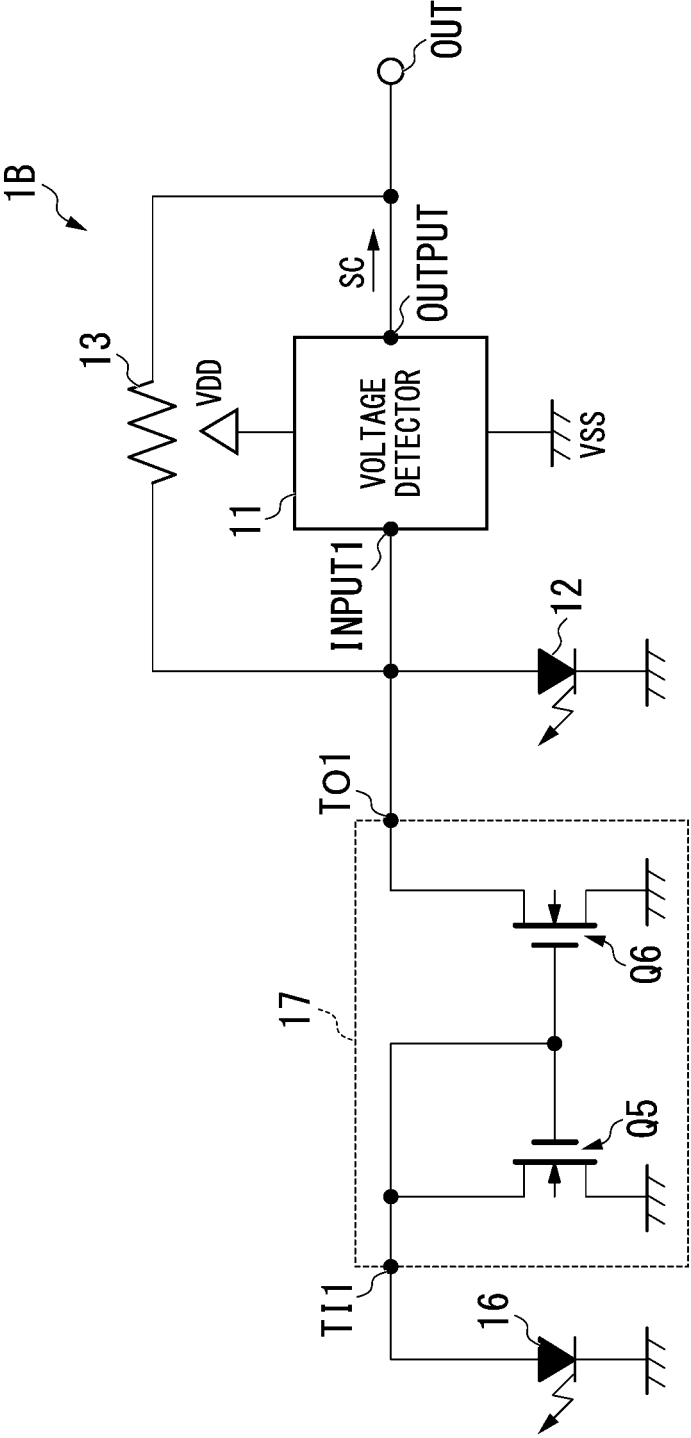 1B
13
VDD
11
VOLTAGE
DETECTOR
SC
OUTPUT
OUT
INPUT1
VSS
12
TO1
17
Q6
Q5
TI1
16